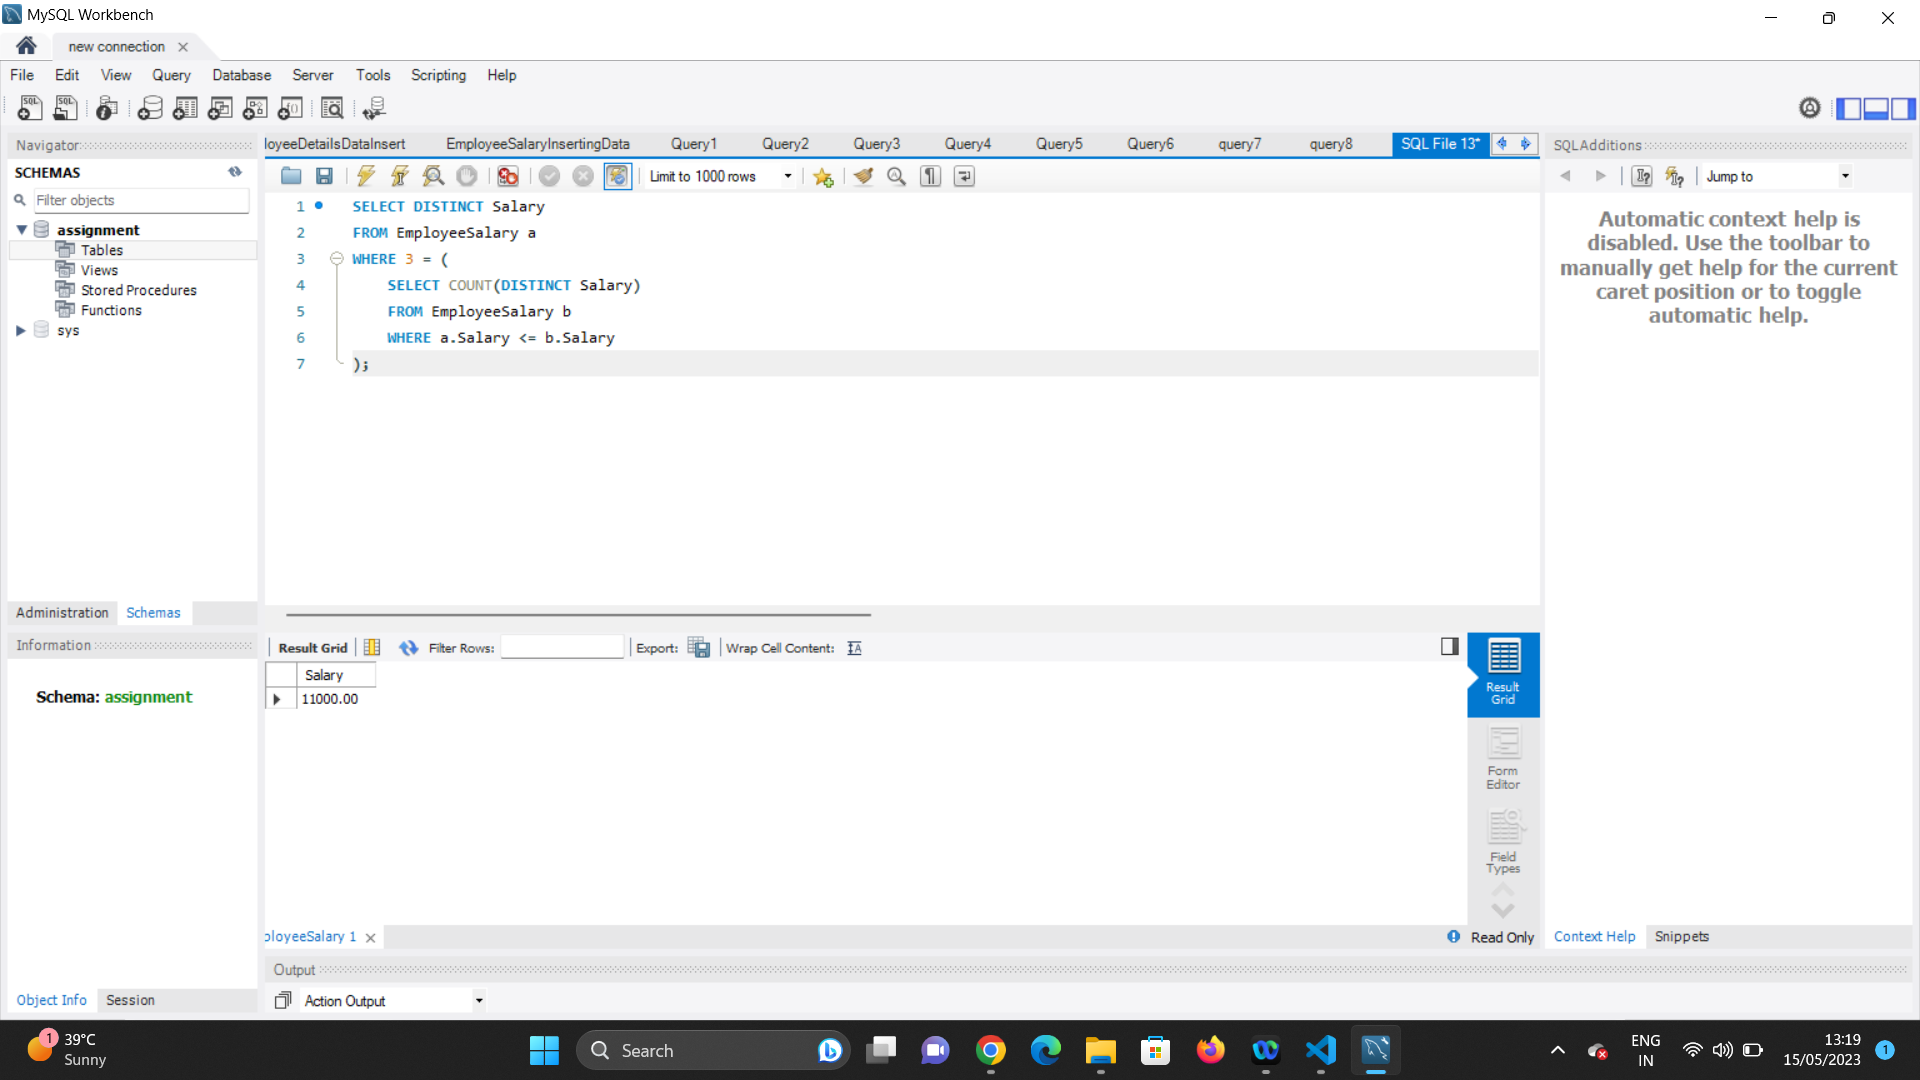 MySQL Workbench
new connection
File Edit View Query Database Server Tools Scripting Help
Navigator
SCHEMAS
Filter objects
assignment
Tables
Views
Stored Procedures
Functions
sys
Administration Schemas
Information
Schema: assignment
Object Info Session
loyeeDetailsDataInsert EmployeeSalaryInsertingData Query1 Query2 Query3 Query4 Query5 Query6 query7 query8 SQL File 13*
Limit to 1000 rows
1 SELECT DISTINCT Salary
2 FROM EmployeeSalary a
3 WHERE 3 = (
4 SELECT COUNT(DISTINCT Salary)
5 FROM EmployeeSalary b
6 WHERE a.Salary <= b.Salary
7 );
Result Grid Filter Rows: Export: Wrap Cell Content:
Salary
11000.00
Result
Grid
Form
Editor
Field
Types
ployeeSalary 1
Read Only
Output
Action Output
SQLAdditions
Jump to
Automatic context help is
disabled. Use the toolbar to
manually get help for the current
caret position or to toggle
automatic help.
Context Help Snippets
1
39°C
Sunny
Search
ENG
IN
13:19
15/05/2023
1